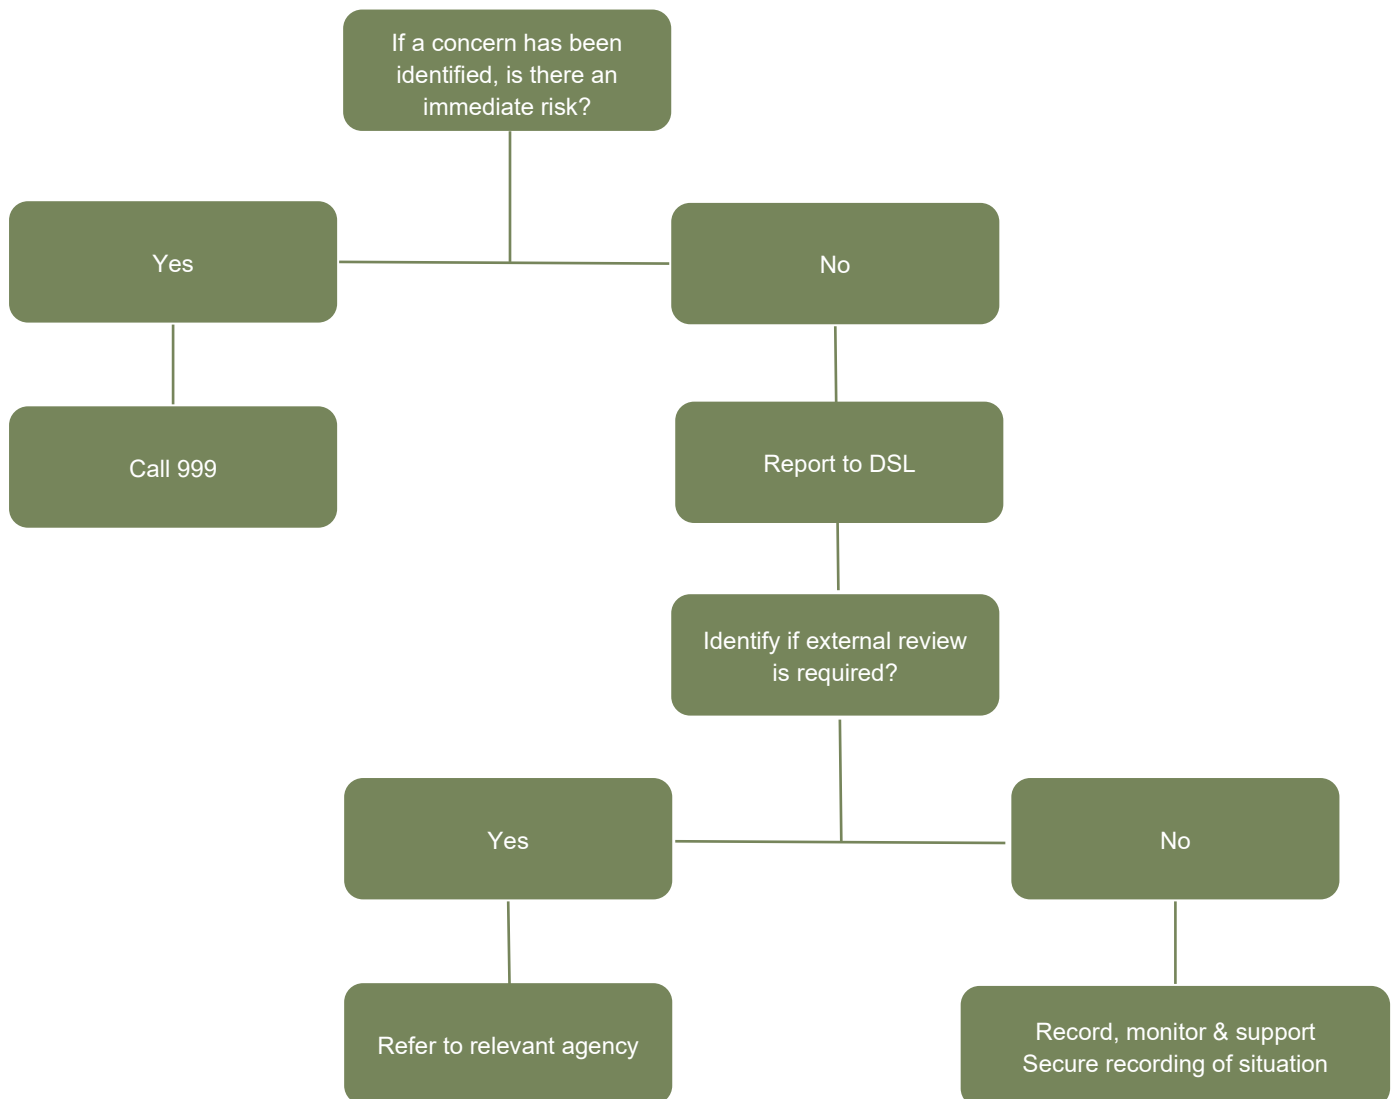 If a concern has been
identified, is there an
immediate risk?
Yes
No
Call 999
Report to DSL
Identify if external review
is required?
Yes
No
Refer to relevant agency
Record, monitor & support
Secure recording of situation